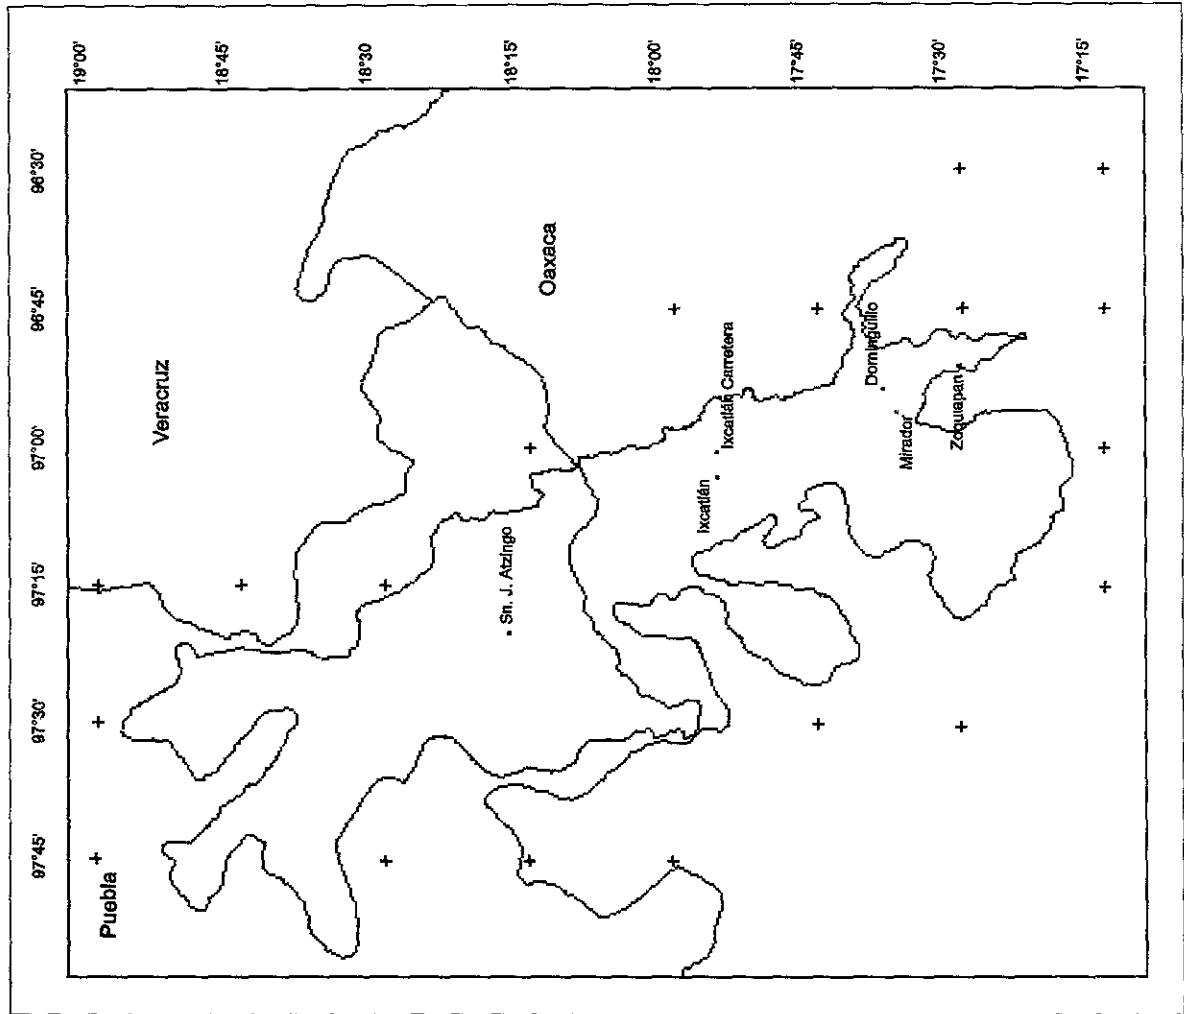 97°45'
97°30'
97°15'
97°00'
96°45'
96°30'
19°00'
18°45'
18°30'
18°15'
18°00'
17°45'
17°30'
17°15'
Puebla
Veracruz
Oaxaca
Sn. J. Atzingo
Ixcatlán
Ixcatlán Carretera
Dominguillo
Mirador
Zoquiapan